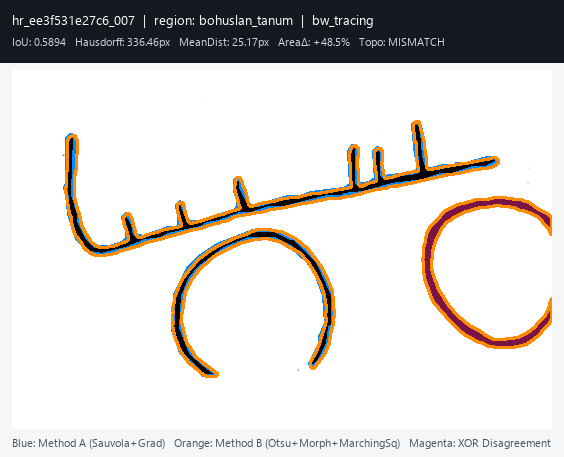 hr_ee3f531e27c6_007 | region: bohuslan_tanum | bw_tracing
IoU: 0.5894 Hausdorff: 336.46px MeanDist: 25.17px AreaΔ: +48.5% Topo: MISMATCH
Blue: Method A (Sauvola+Grad) Orange: Method B (Otsu+Morph+MarchingSq) Magenta: XOR Disagreement